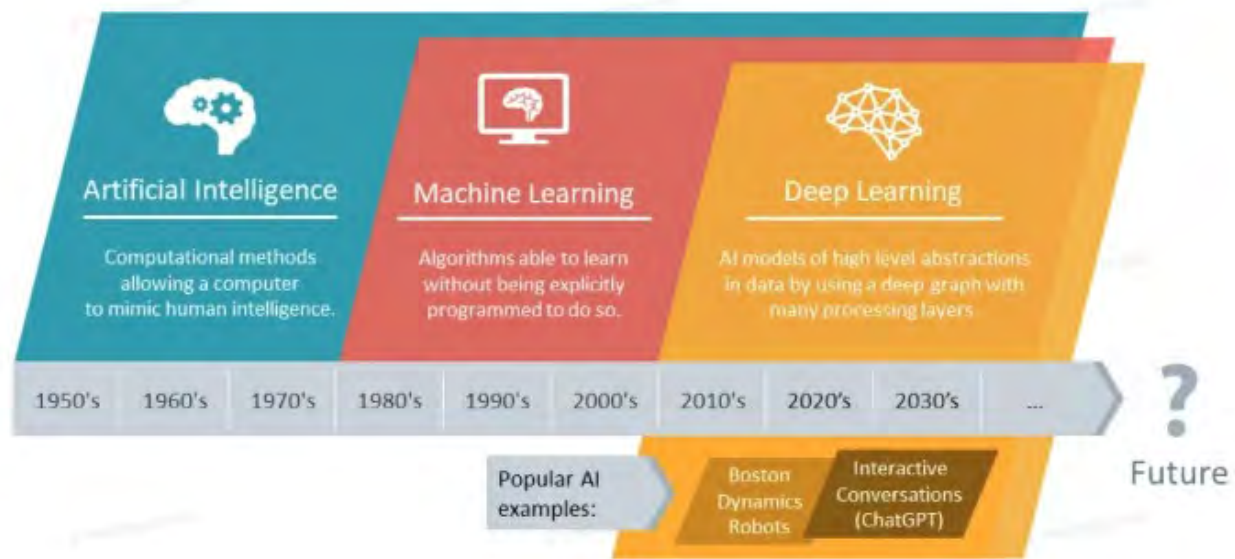 Artificial Intelligence
Computational methods
allowing a computer
to mimic human intelligence.
Machine Learning
Algorithms able to learn
without being explicitly
programmed to do so.
Deep Learning
AI models of high level abstractions
in data by using a deep graph with
many processing layers
1950's 1960's 1970's 1980's 1990's 2000's 2010's 2020's 2030's ...
?
Future
Popular AI
examples:
Boston
Dynamics
Robots
Interactive
Conversations
(ChatGPT)